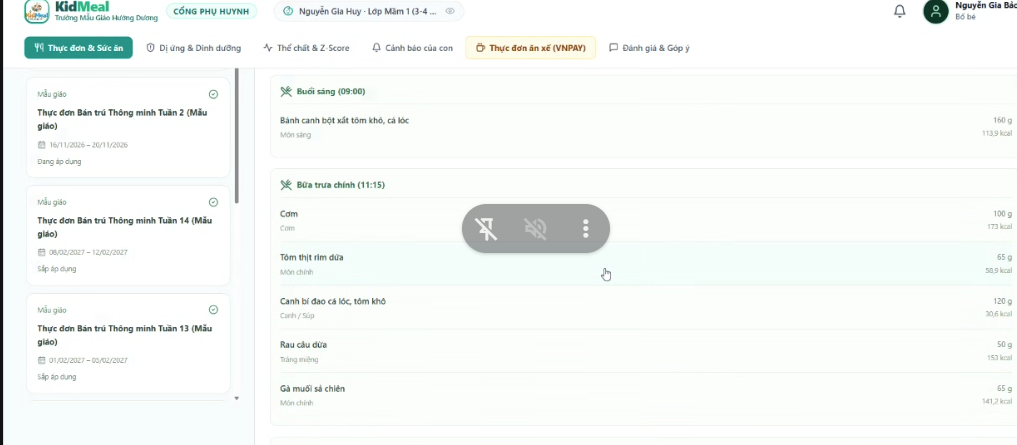 KidMeal
Trường Mẫu Giáo Hướng Dương
CỔNG PHỤ HUYNH
Nguyễn Gia Huy · Lớp Mầm 1 (3-4 ...
Nguyễn Gia Bảo
Bố bé
Thực đơn & Sức ăn
Dị ứng & Dinh dưỡng
Thể chất & Z-Score
Cảnh báo của con
Thực đơn ăn xế (VNPAY)
Đánh giá & Góp ý
Mẫu giáo
Thực đơn Bán trú Thông minh Tuần 2 (Mẫu
giáo)
16/11/2026 – 20/11/2026
Đang áp dụng
Mẫu giáo
Thực đơn Bán trú Thông minh Tuần 14 (Mẫu
giáo)
08/02/2027 – 12/02/2027
Sắp áp dụng
Mẫu giáo
Thực đơn Bán trú Thông minh Tuần 13 (Mẫu
giáo)
01/02/2027 – 05/02/2027
Sắp áp dụng
Buổi sáng (09:00)
Bánh canh bột xắt tôm khô, cá lóc
160 g
Món sáng
113,9 kcal
Bữa trưa chính (11:15)
Cơm
100 g
Cơm
173 kcal
Tôm thịt rim dừa
65 g
Món chính
58,9 kcal
Canh bí đao cá lóc, tôm khô
120 g
Canh / Súp
30,6 kcal
Rau câu dừa
50 g
Tráng miệng
153 kcal
Gà muối sả chiên
65 g
Món chính
141,2 kcal